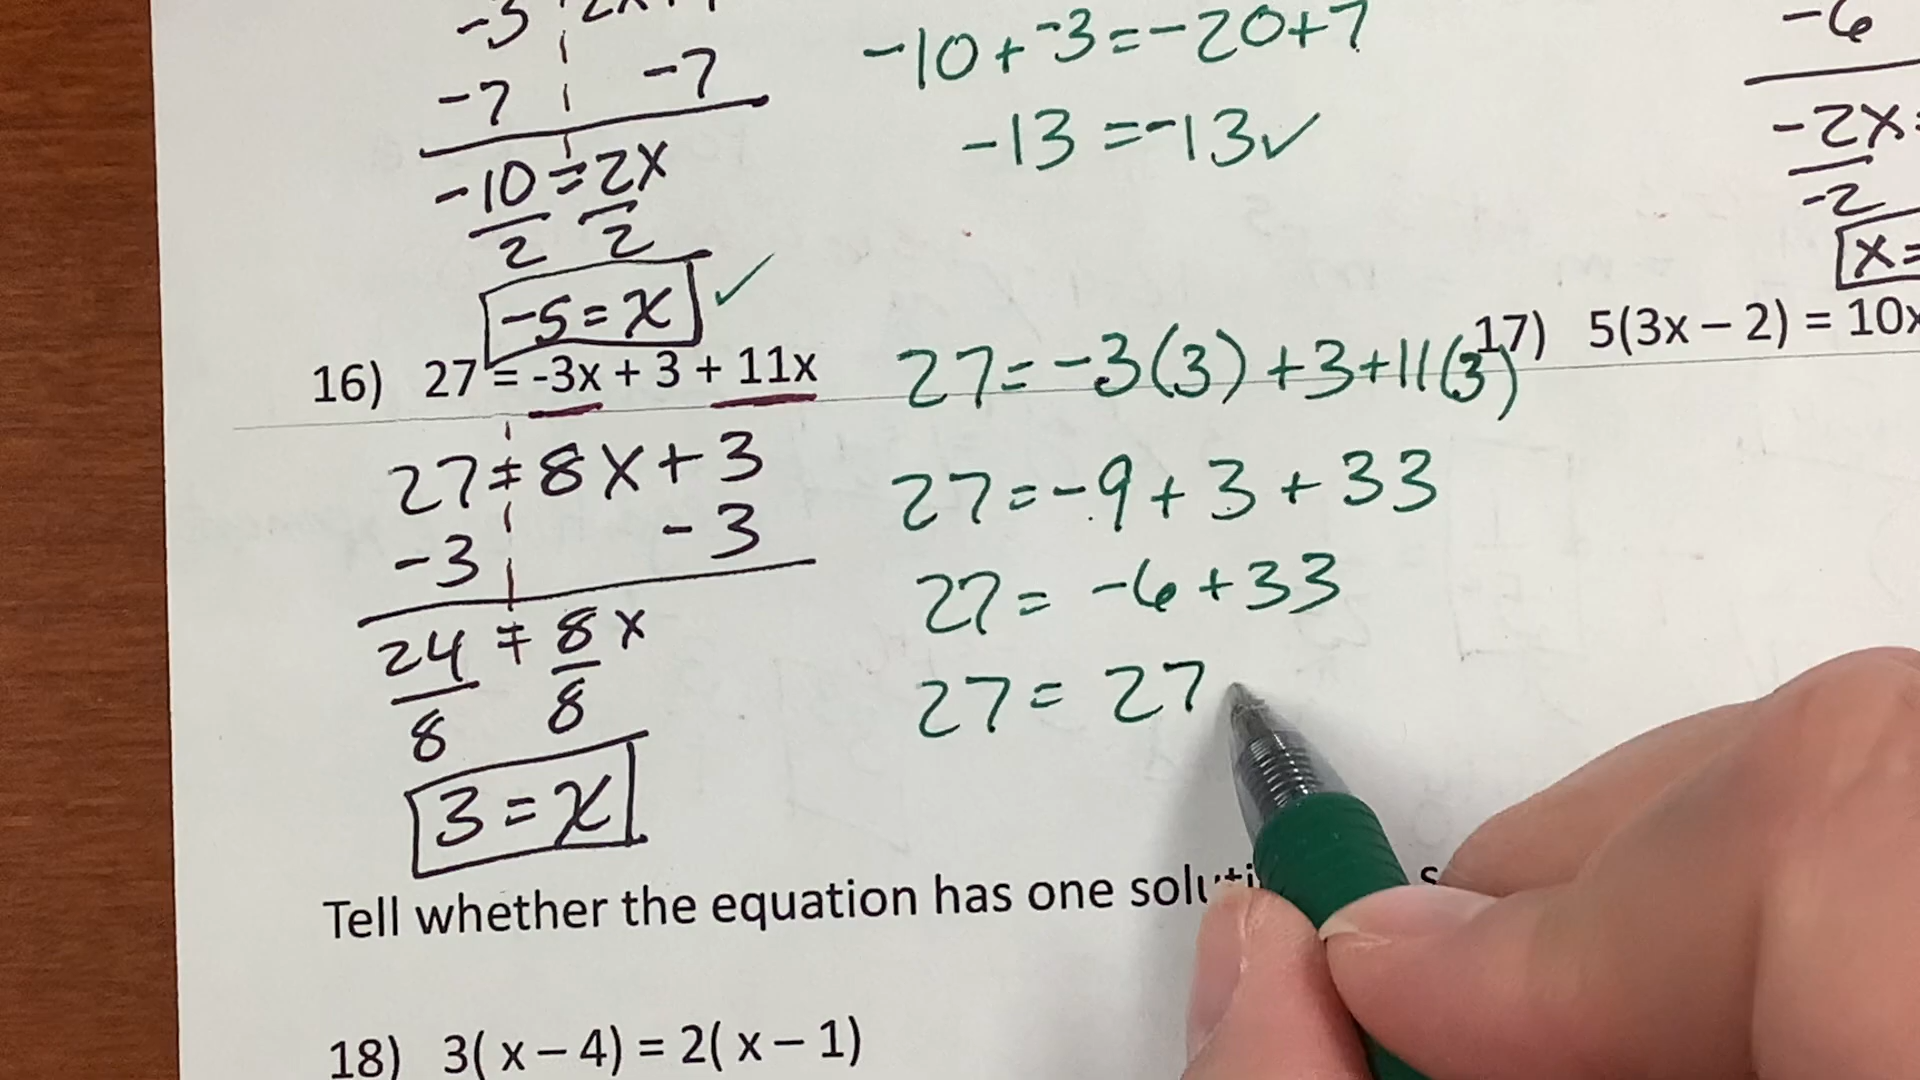 -3 2x+7
-7 -7
-10 = 2x
2 2
-5 = x ✓
-10 + -3 = -20 + 7
-13 = -13 ✓
-6
-2x =
-2
x =
16) 27 = -3x + 3 + 11x
27 = 8x + 3
-3 -3
24 = 8x
8 8
3 = x
27 = -3(3) + 3 + 11(3)
27 = -9 + 3 + 33
27 = -6 + 33
27 = 27
17) 5(3x – 2) = 10x
Tell whether the equation has one soluti s
18) 3( x – 4) = 2( x – 1)